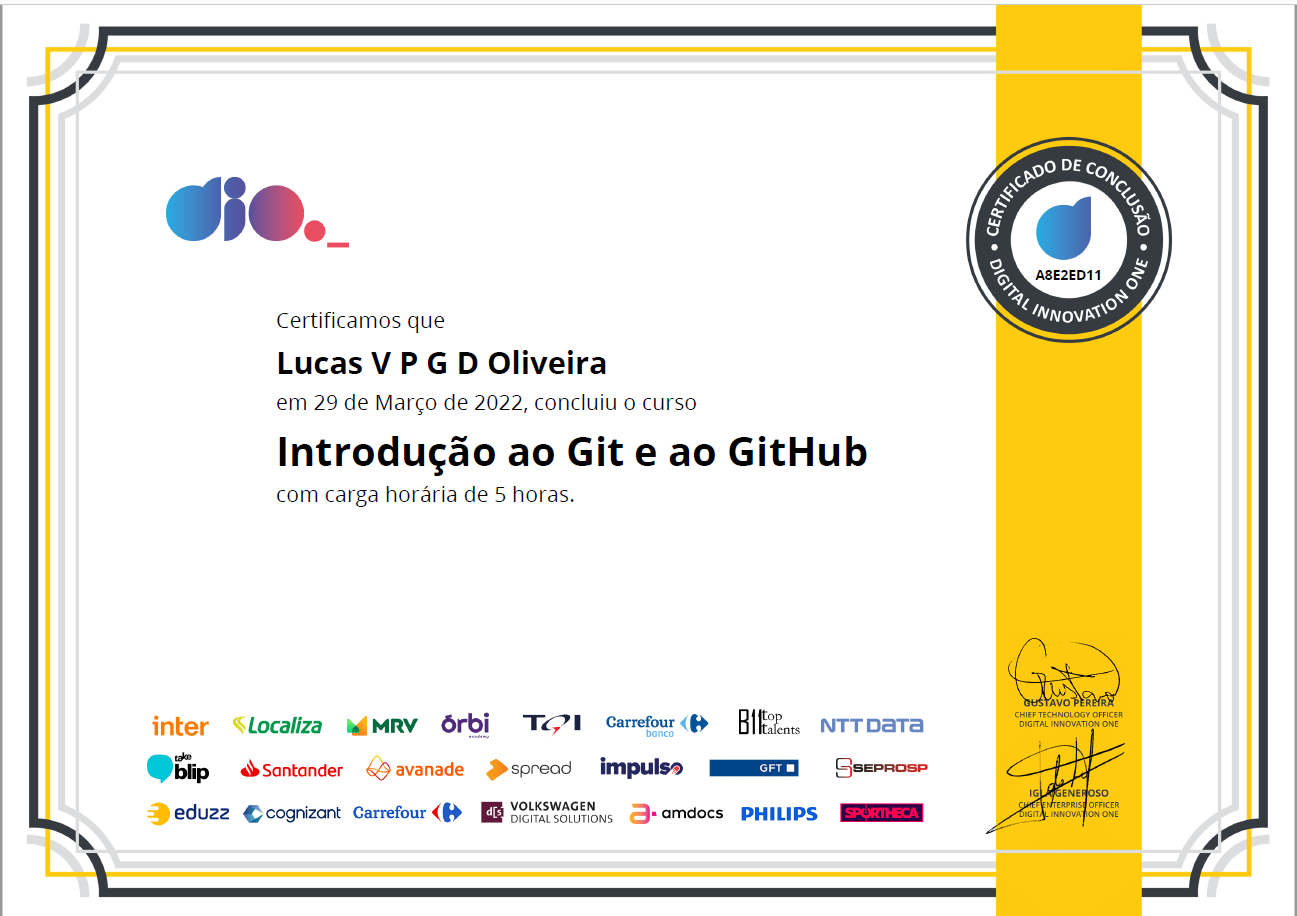 dio._
CERTIFICADO DE CONCLUSÃO
A8E2ED11
DIGITAL INNOVATION ONE
Certificamos que
Lucas V P G D Oliveira
em 29 de Março de 2022, concluiu o curso
Introdução ao Git e ao GitHub
com carga horária de 5 horas.
Gustavo
GUSTAVO PEREIRA
CHIEF TECHNOLOGY OFFICER
DIGITAL INNOVATION ONE
inter Localiza MRV órbi academy TQI Carrefour banco B11 top talents NTT DATA
take blip Santander avanade spread impulso GFT SEPROSP
eduzz cognizant Carrefour d[s] VOLKSWAGEN DIGITAL SOLUTIONS a. amdocs PHILIPS SPORTHECA
GENEROSO
CHIEF ENTERPRISE OFFICER
DIGITAL INNOVATION ONE